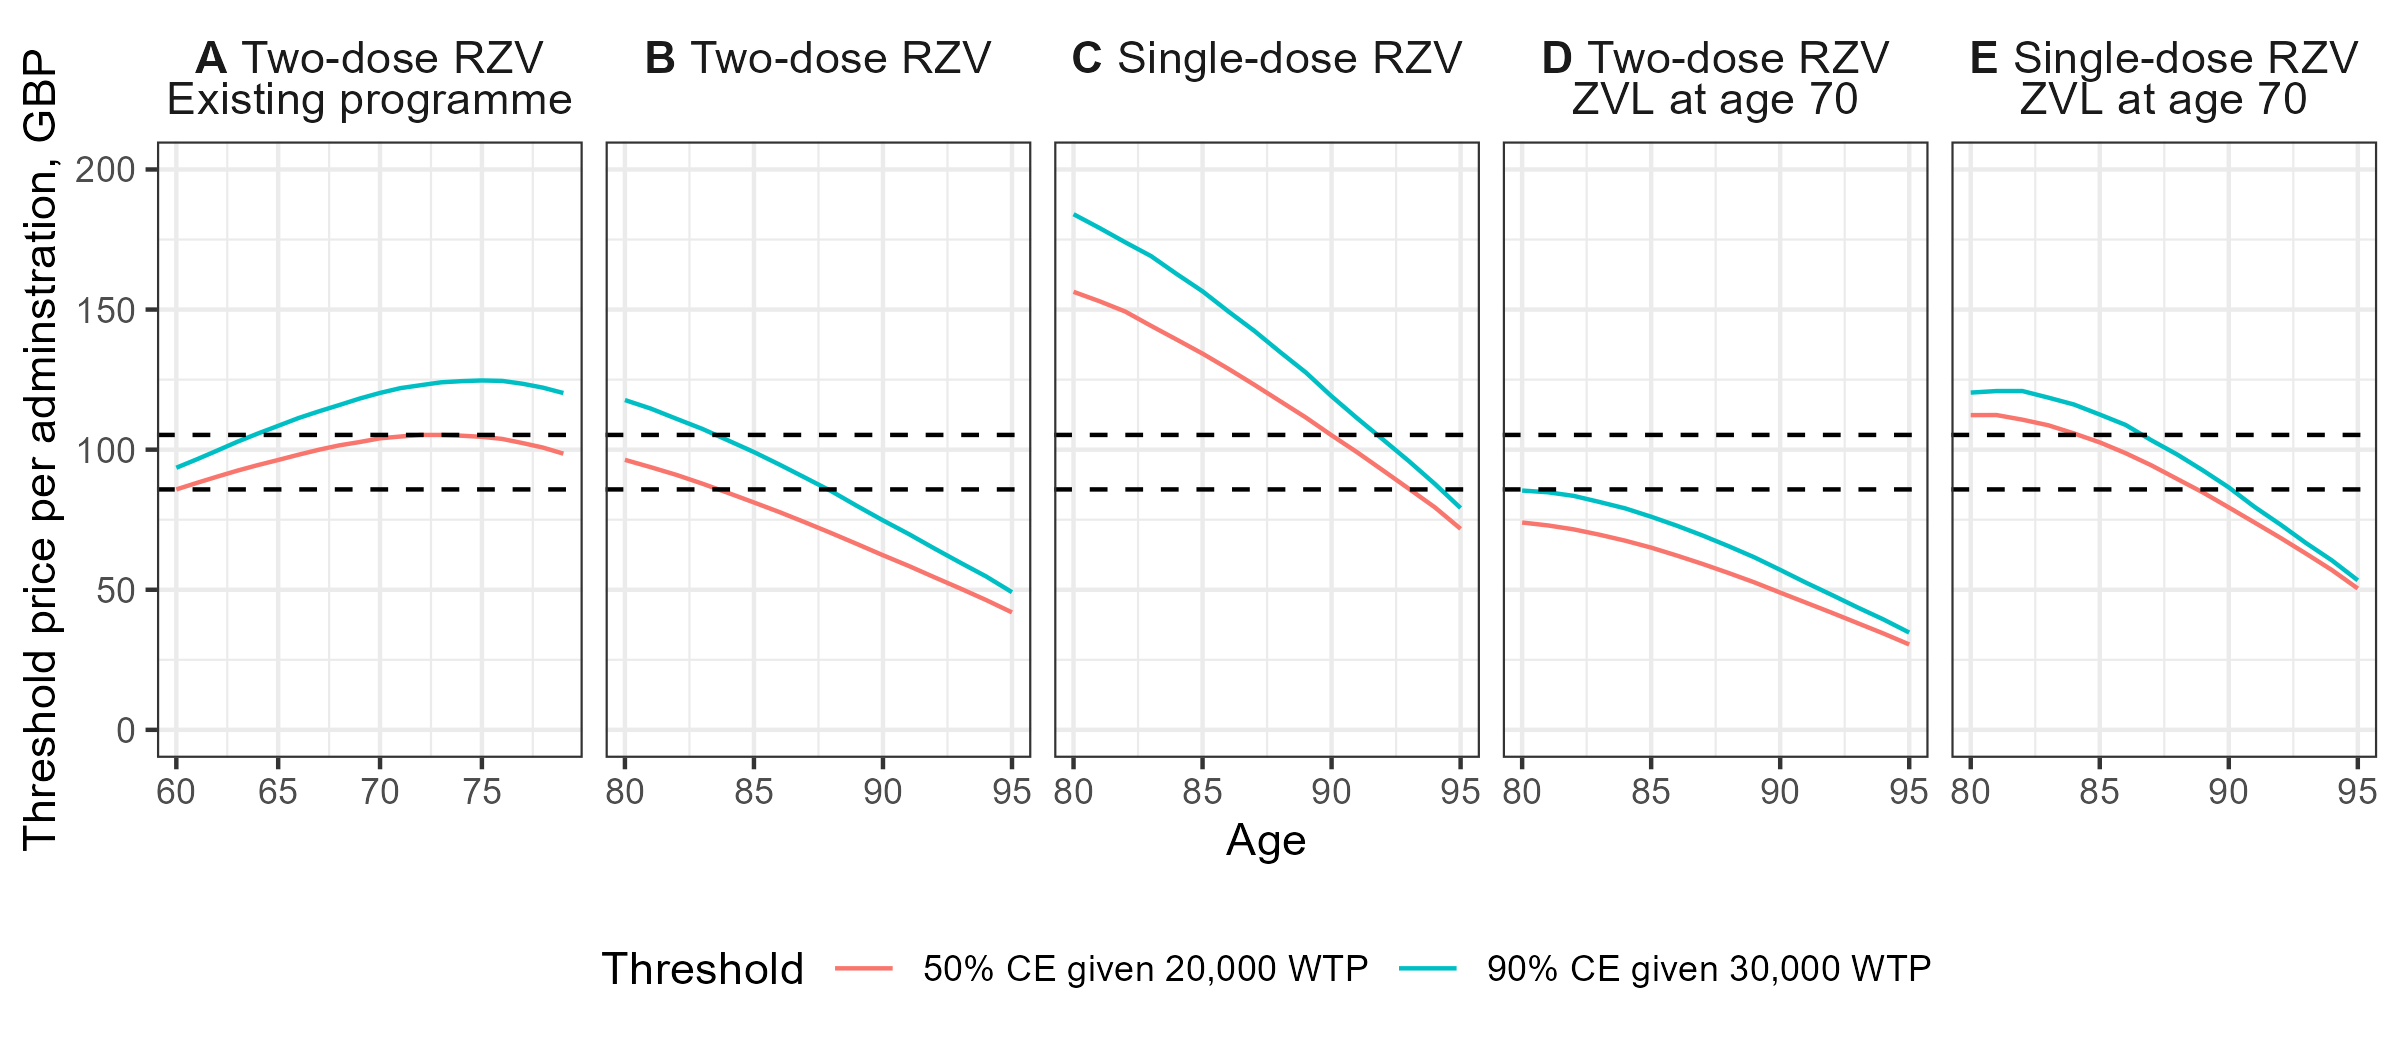 A Two-dose RZV
Existing programme
B Two-dose RZV
C Single-dose RZV
D Two-dose RZV
ZVL at age 70
E Single-dose RZV
ZVL at age 70
Threshold price per adminstration, GBP
200
150
100
50
0
60 65 70 75
80 85 90 95
80 85 90 95
80 85 90 95
80 85 90 95
Age
Threshold 50% CE given 20,000 WTP 90% CE given 30,000 WTP